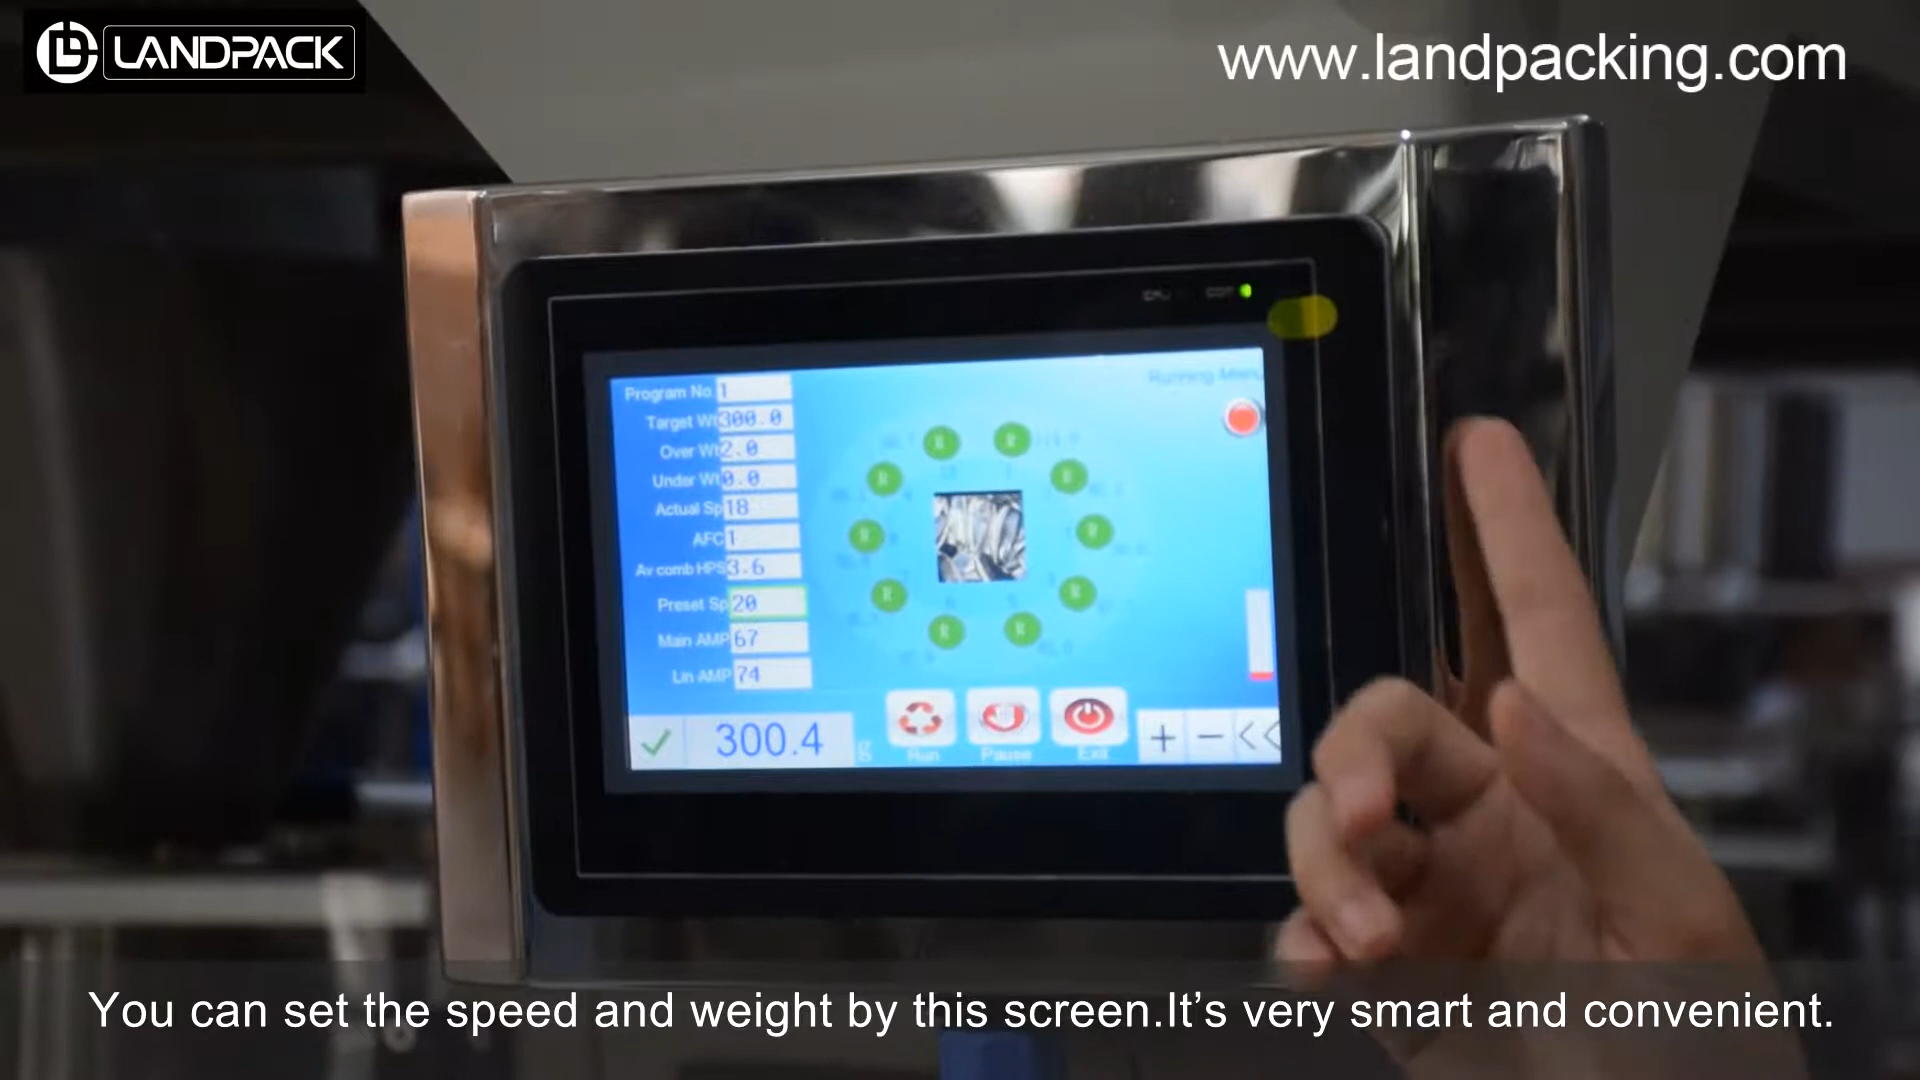 LANDPACK
www.landpacking.com
Running Menu
Program No 1
Target Wt 300.0
Over Wt 2.0
Under Wt 0.0
Actual Sp 18
AFC 1
Av comb HPS 3.6
Preset Sp 20
Main AMP 67
Lin AMP 74
R R
R R
R R
R R
R R
300.4 g
Run Pause Exit
+ - <<
You can set the speed and weight by this screen.It's very smart and convenient.